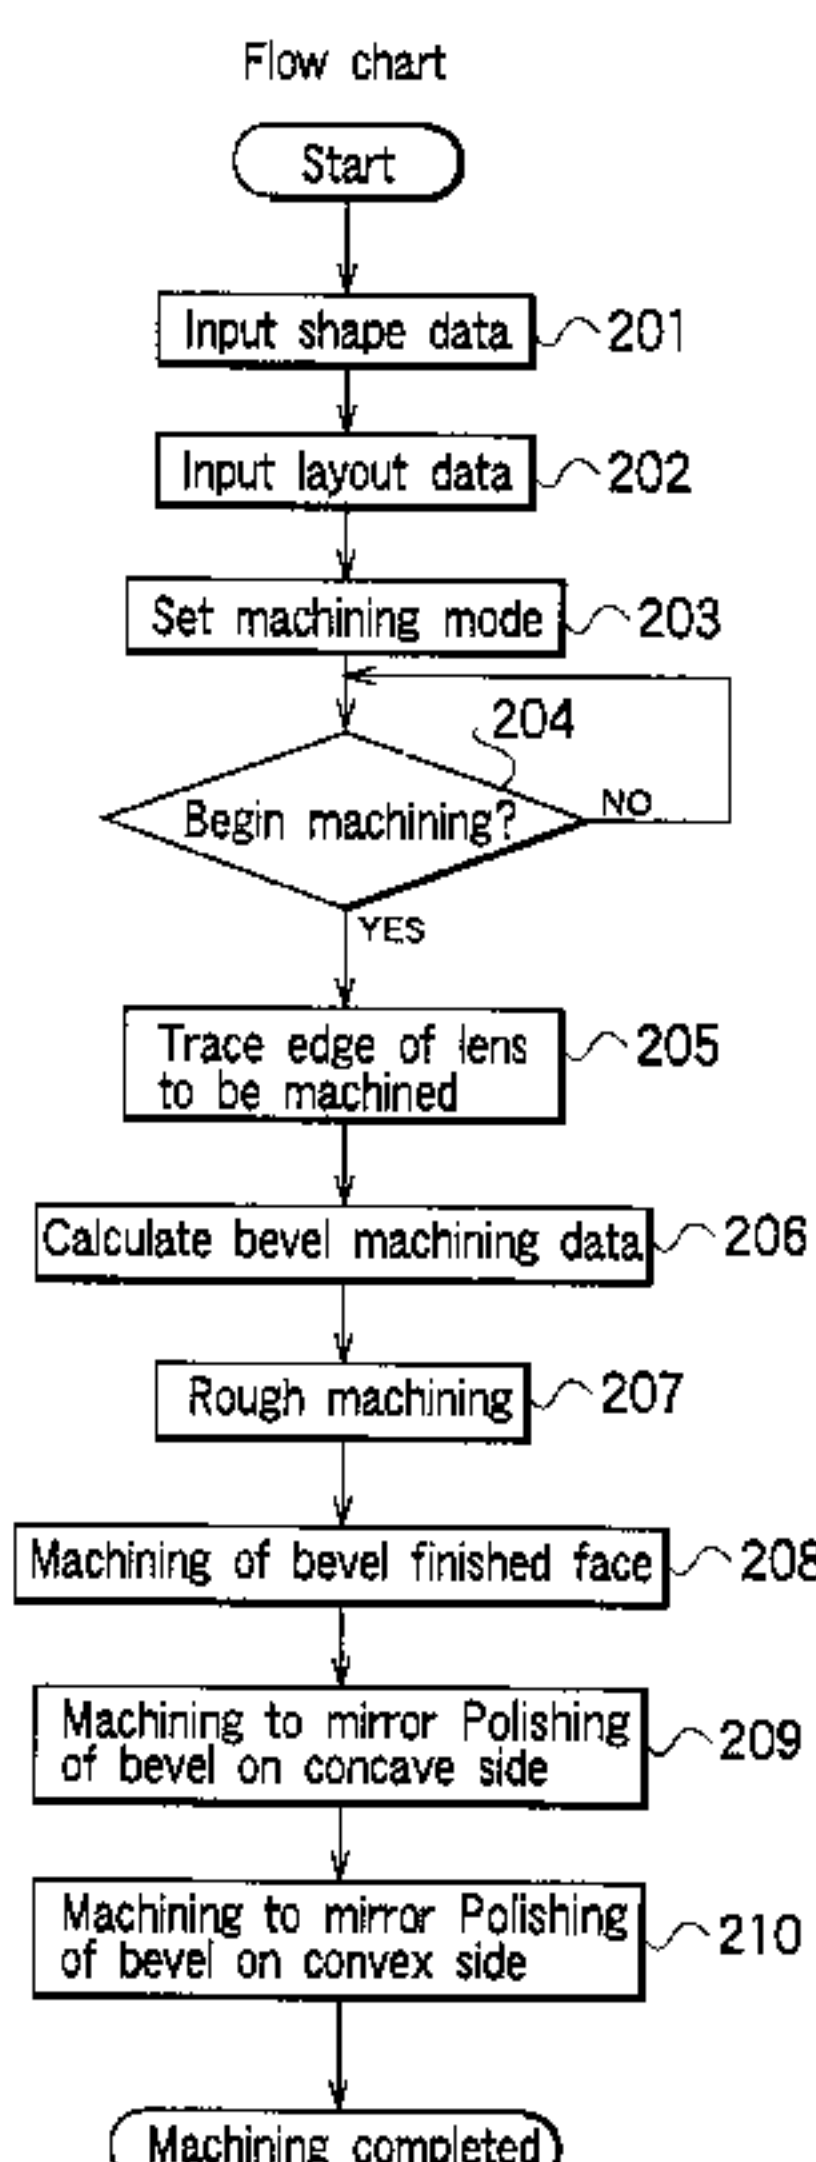 Flow chart
Start
Input shape data
201
Input layout data
202
Set machining mode
203
204
Begin machining?
NO
YES
Trace edge of lens
to be machined
205
Calculate bevel machining data
206
Rough machining
207
Machining of bevel finished face
208
Machining to mirror Polishing
of bevel on concave side
209
Machining to mirror Polishing
of bevel on convex side
210
Machining completed